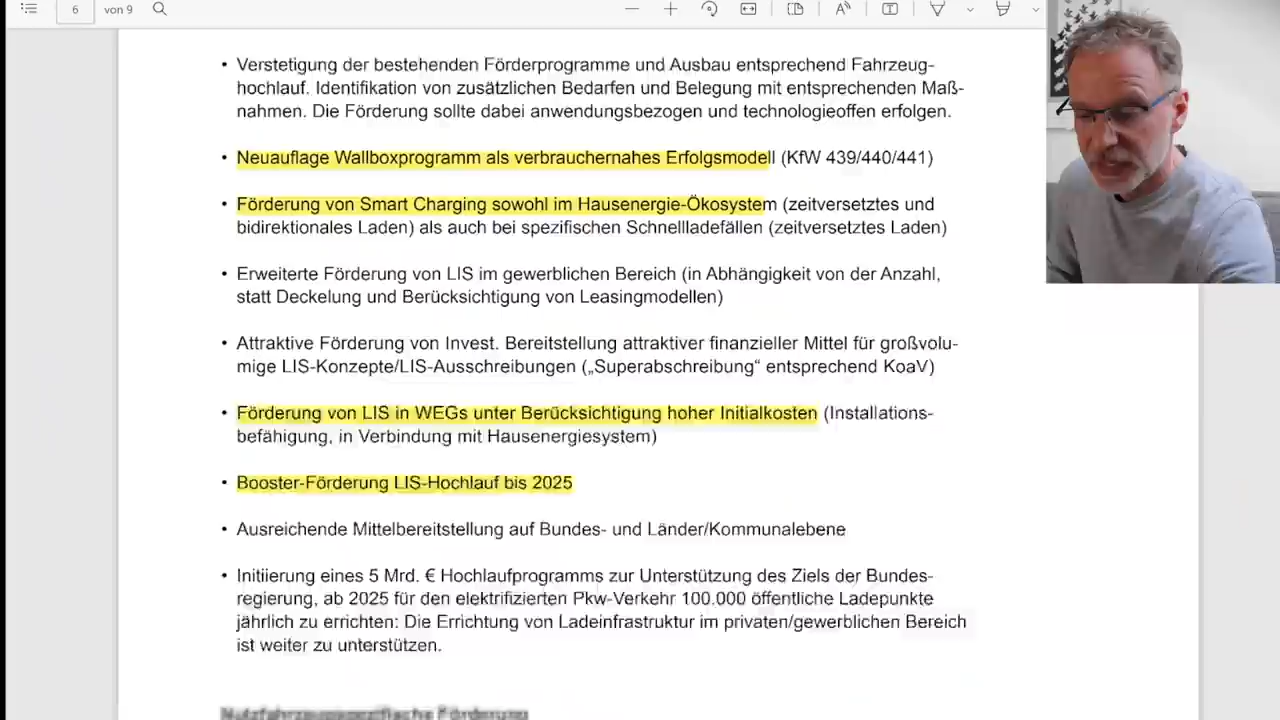 6 von 9
• Verstetigung der bestehenden Förderprogramme und Ausbau entsprechend Fahrzeug-
hochlauf. Identifikation von zusätzlichen Bedarfen und Belegung mit entsprechenden Maß-
nahmen. Die Förderung sollte dabei anwendungsbezogen und technologieoffen erfolgen.
• Neuauflage Wallboxprogramm als verbrauchernahes Erfolgsmodell (KfW 439/440/441)
• Förderung von Smart Charging sowohl im Hausenergie-Ökosystem (zeitversetztes und
bidirektionales Laden) als auch bei spezifischen Schnellladefällen (zeitversetztes Laden)
• Erweiterte Förderung von LIS im gewerblichen Bereich (in Abhängigkeit von der Anzahl,
statt Deckelung und Berücksichtigung von Leasingmodellen)
• Attraktive Förderung von Invest. Bereitstellung attraktiver finanzieller Mittel für großvolu-
mige LIS-Konzepte/LIS-Ausschreibungen („Superabschreibung“ entsprechend KoaV)
• Förderung von LIS in WEGs unter Berücksichtigung hoher Initialkosten (Installations-
befähigung, in Verbindung mit Hausenergiesystem)
• Booster-Förderung LIS-Hochlauf bis 2025
• Ausreichende Mittelbereitstellung auf Bundes- und Länder/Kommunalebene
• Initiierung eines 5 Mrd. € Hochlaufprogramms zur Unterstützung des Ziels der Bundes-
regierung, ab 2025 für den elektrifizierten Pkw-Verkehr 100.000 öffentliche Ladepunkte
jährlich zu errichten: Die Errichtung von Ladeinfrastruktur im privaten/gewerblichen Bereich
ist weiter zu unterstützen.
Nutzfahrzeugspezifische Förderung